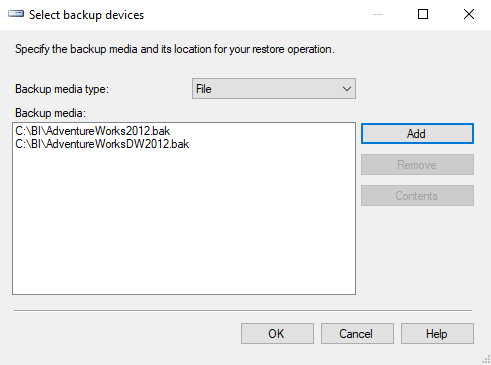 Select backup devices
Specify the backup media and its location for your restore operation.
Backup media type:
File
Backup media:
C:\BI\AdventureWorks2012.bak
C:\BI\AdventureWorksDW2012.bak
Add
Remove
Contents
OK
Cancel
Help